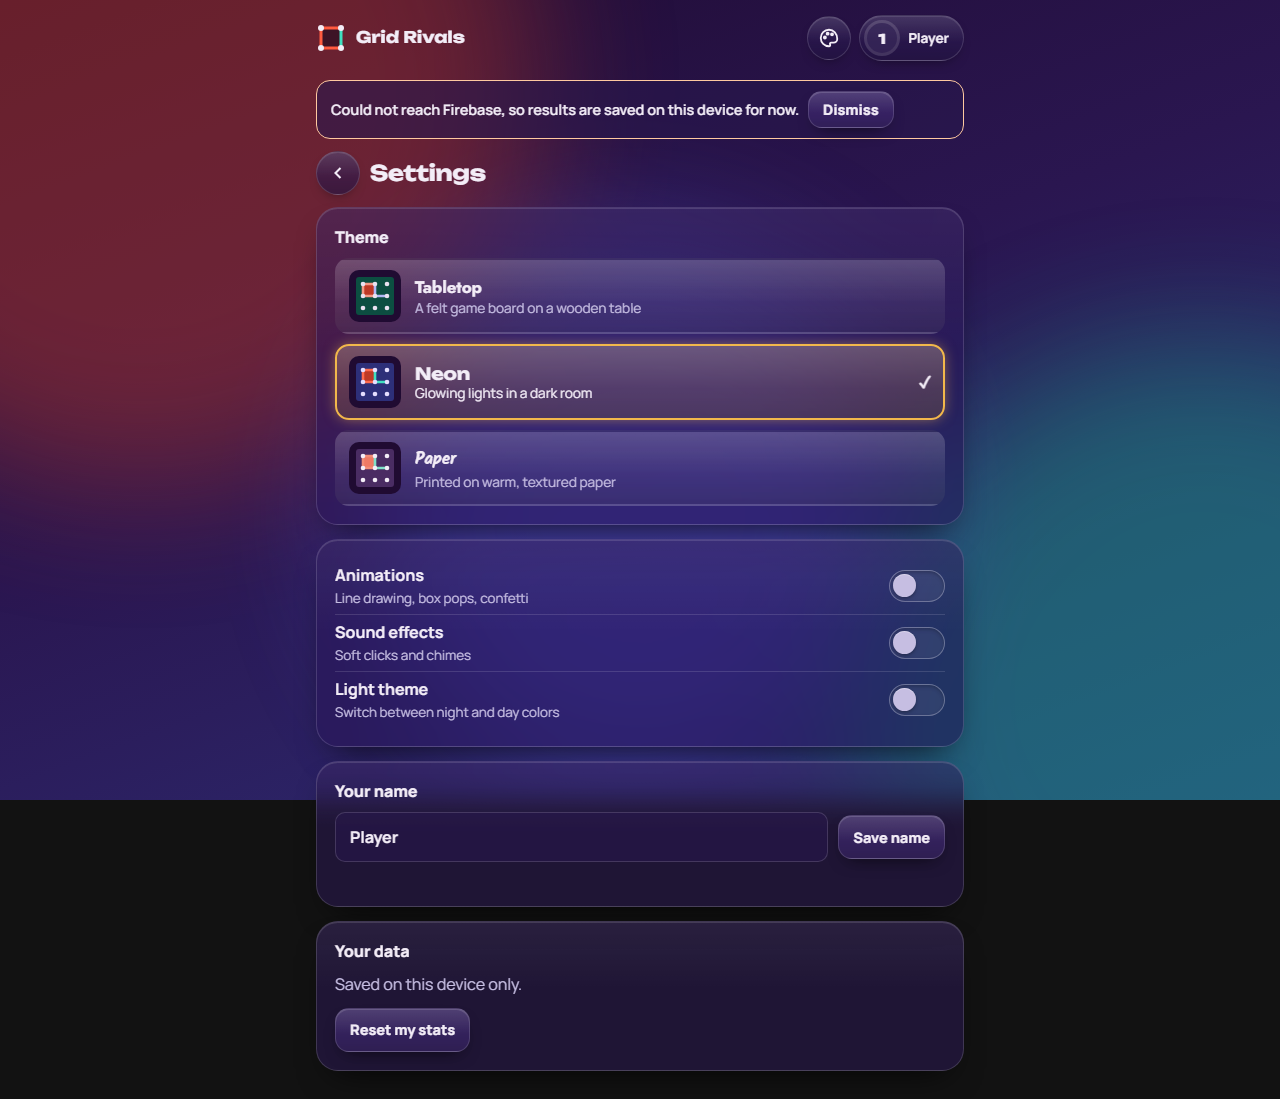 Grid Rivals
1 Player
Could not reach Firebase, so results are saved on this device for now. Dismiss
Settings
Theme
Tabletop
A felt game board on a wooden table
Neon
Glowing lights in a dark room
Paper
Printed on warm, textured paper
Animations
Line drawing, box pops, confetti
Sound effects
Soft clicks and chimes
Light theme
Switch between night and day colors
Your name
Player Save name
Your data
Saved on this device only.
Reset my stats